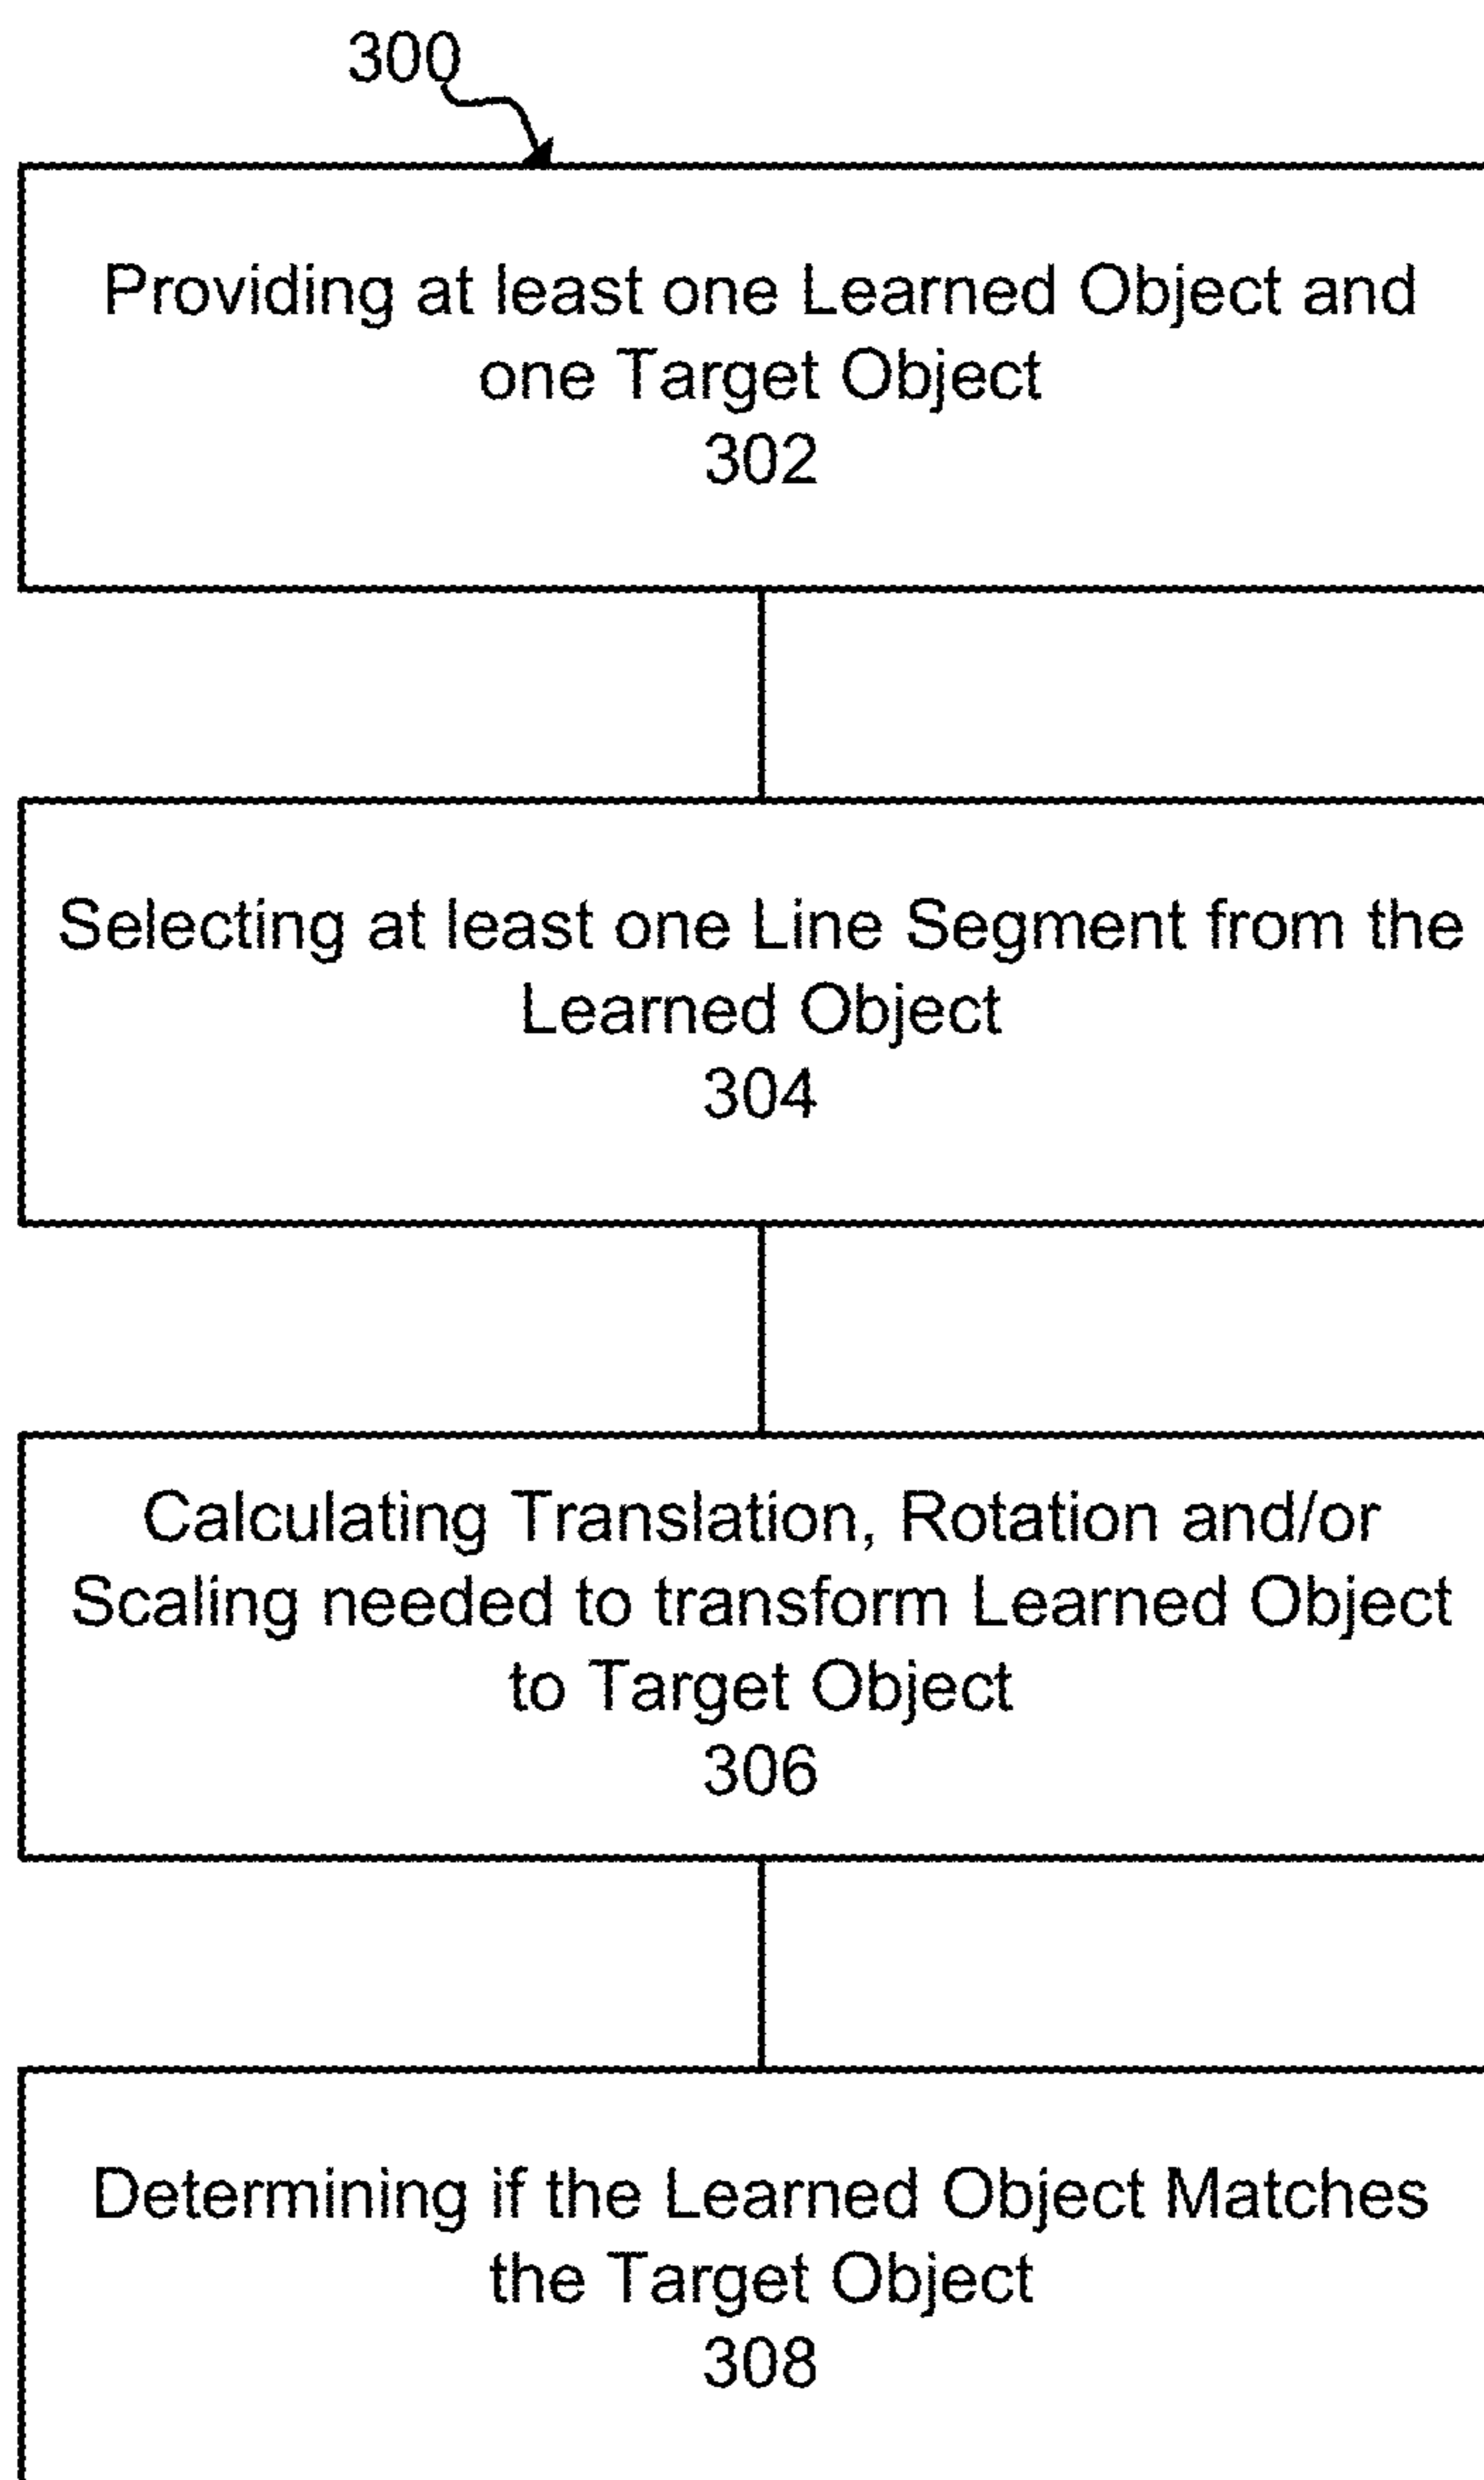 300
Providing at least one Learned Object and
one Target Object
302
Selecting at least one Line Segment from the
Learned Object
304
Calculating Translation, Rotation and/or
Scaling needed to transform Learned Object
to Target Object
306
Determining if the Learned Object Matches
the Target Object
308